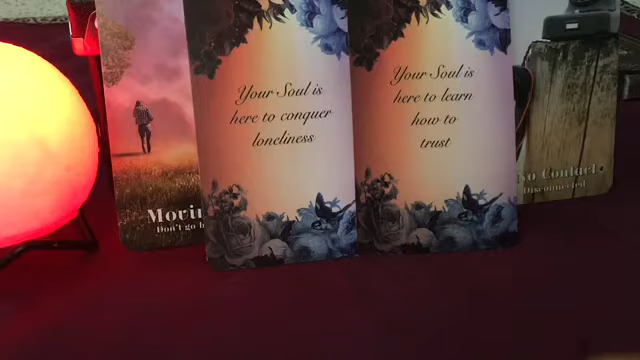 Your Soul is
here to conquer
loneliness
Your Soul is
here to learn
how to
trust
Don't go
No Contact
Disconnected